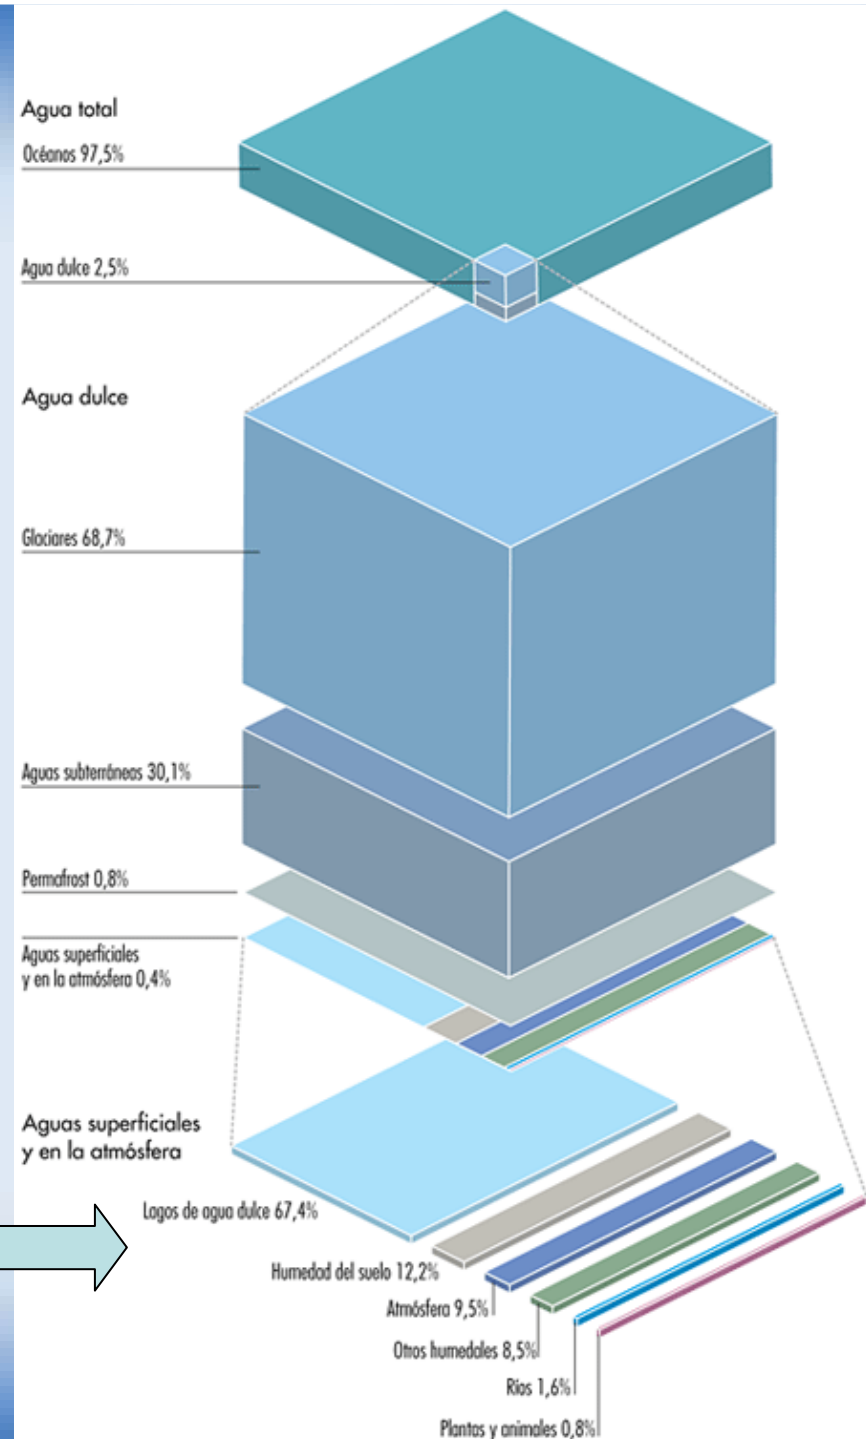 Agua total
Océanos 97,5%
Agua dulce 2,5%
Agua dulce
Glaciares 68,7%
Aguas subterráneas 30,1%
Permafrost 0,8%
Aguas superficiales
y en la atmósfera 0,4%
Aguas superficiales
y en la atmósfera
Lagos de agua dulce 67,4%
Humedad del suelo 12,2%
Atmósfera 9,5%
Otros humedales 8,5%
Rios 1,6%
Plantas y animales 0,8%